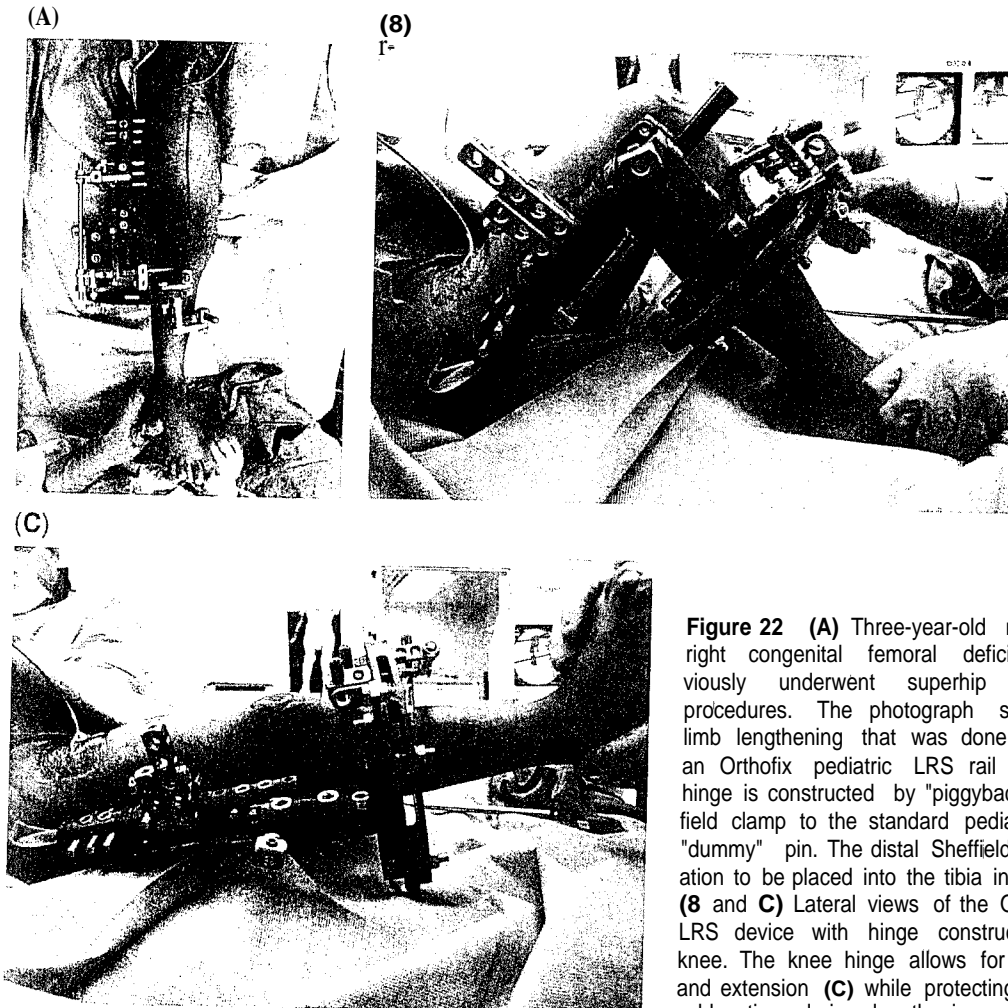 (A)
(8)
r-
(C)
Figure 22 (A) Three-year-old
right congenital femoral defici
viously underwent superhip
procedures. The photograph s
limb lengthening that was done
an Orthofix pediatric LRS rail
hinge is constructed by "piggybac
field clamp to the standard pedia
"dummy" pin. The distal Sheffield
ation to be placed into the tibia in
(8 and C) Lateral views of the O
LRS device with hinge constru
knee. The knee hinge allows for
and extension (C) while protecting